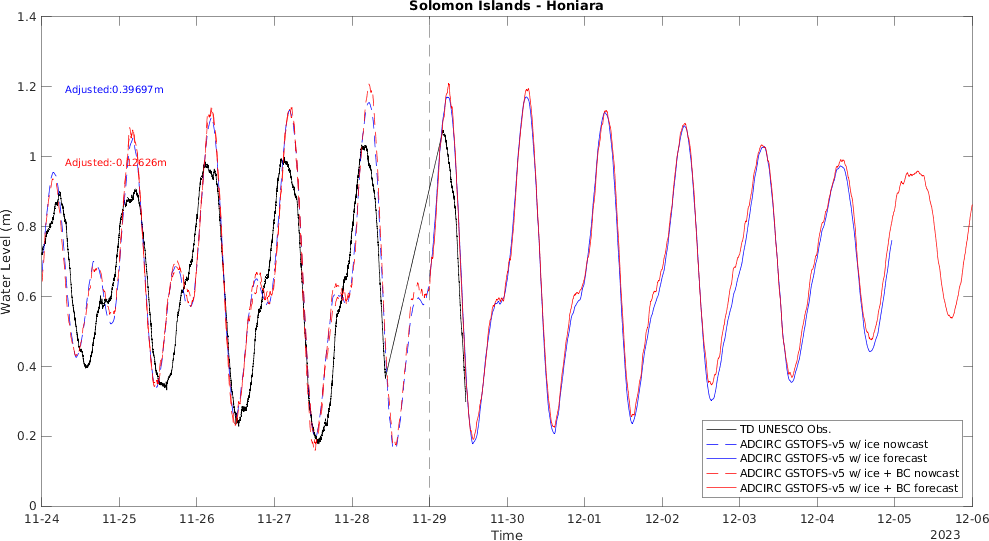 Solomon Islands - Honiara
Water Level (m)
1.4
1.2
1
0.8
0.6
0.4
0.2
0
Adjusted:0.39697m
Adjusted:-0.12626m
TD UNESCO Obs.
ADCIRC GSTOFS-v5 w/ ice nowcast
ADCIRC GSTOFS-v5 w/ ice forecast
ADCIRC GSTOFS-v5 w/ ice + BC nowcast
ADCIRC GSTOFS-v5 w/ ice + BC forecast
11-24 11-25 11-26 11-27 11-28 11-29 11-30 12-01 12-02 12-03 12-04 12-05 12-06
Time
2023